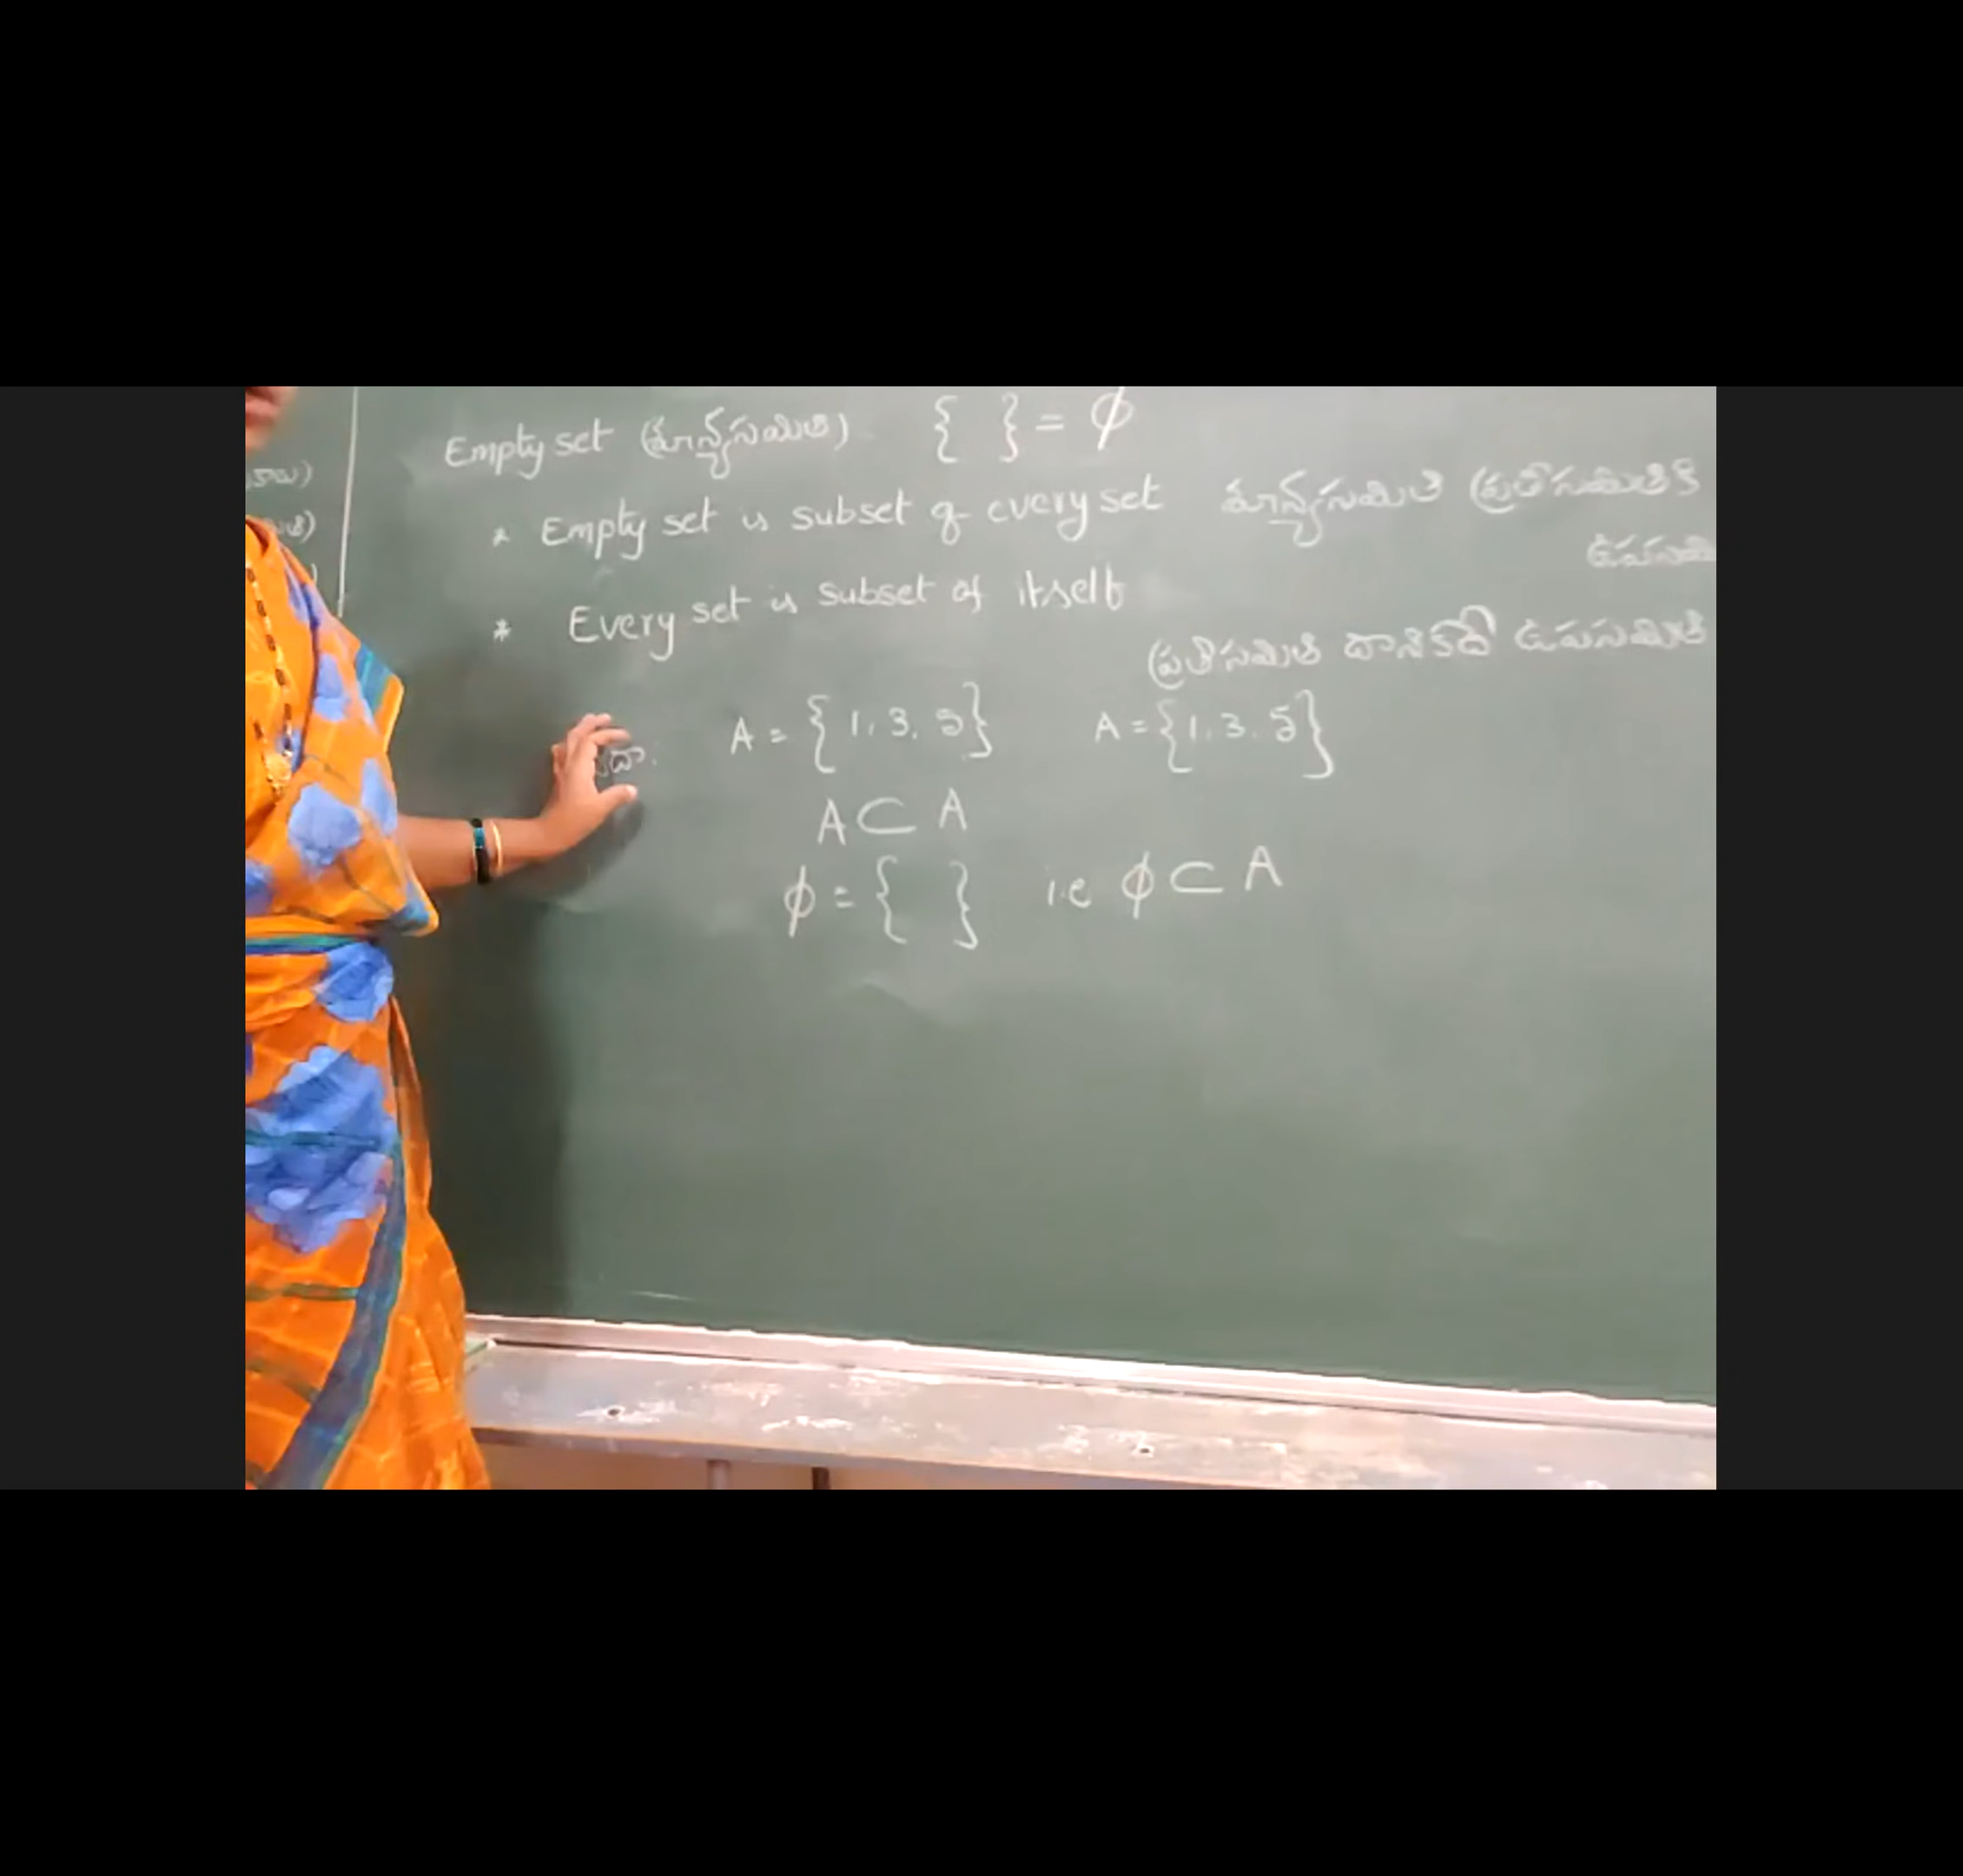 Empty set (శూన్యసమితి) { } = ϕ
* Empty set is subset of every set శూన్యసమితి ప్రతిసమితికి
ఉపసమి
* Every set is subset of itself
ప్రతిసమితి దానికదే ఉపసమితి
A = {1, 3, 5} A = {1, 3, 5}
A ⊂ A
ϕ = { } i.e ϕ ⊂ A